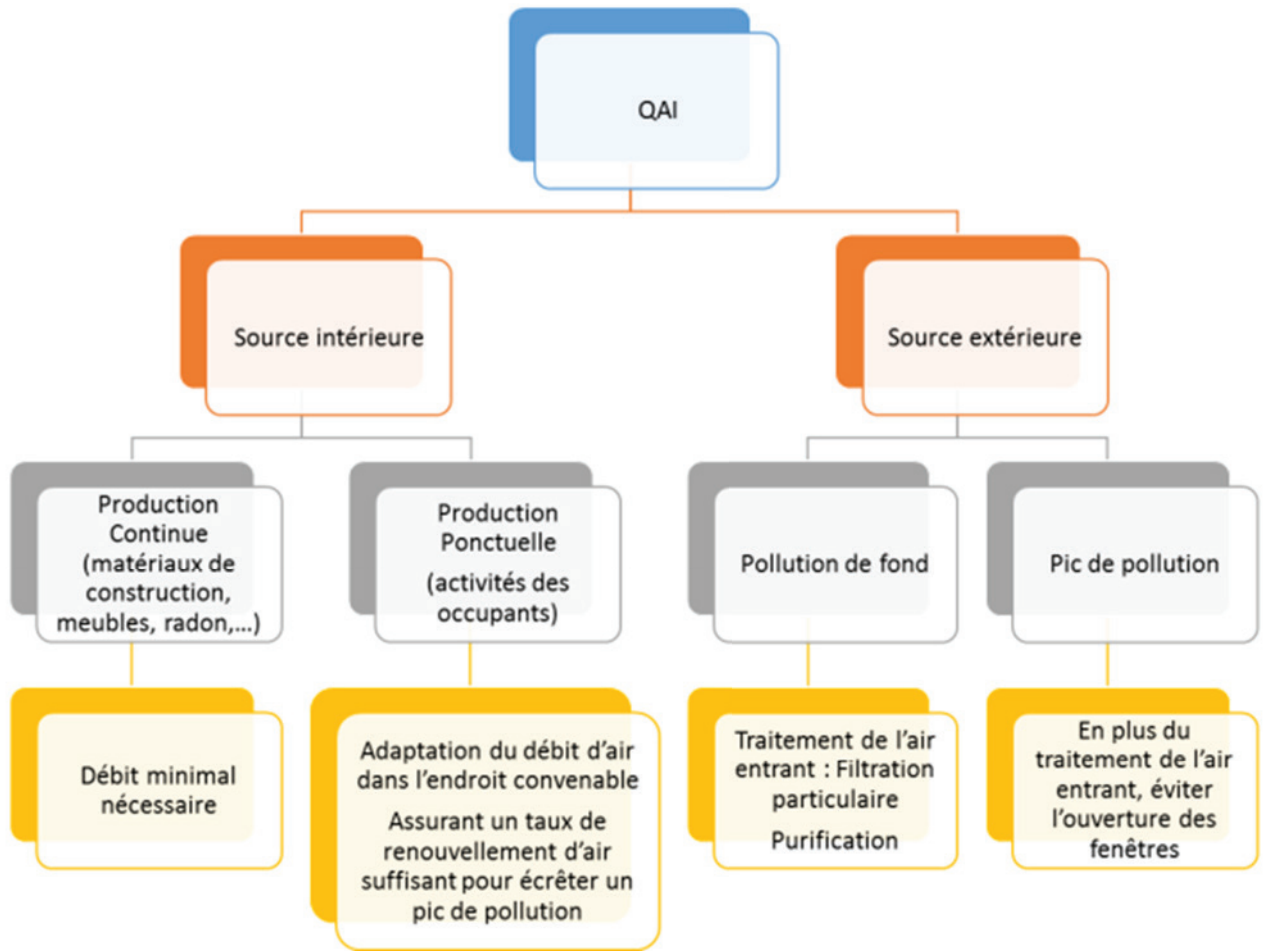 QAI
Source intérieure
Source extérieure
Production
Continue
(matériaux de
construction,
meubles, radon,...)
Production
Ponctuelle
(activités des
occupants)
Pollution de fond
Pic de pollution
Débit minimal
nécessaire
Adaptation du débit d'air
dans l'endroit convenable
Assurant un taux de
renouvellement d'air
suffisant pour écrêter un
pic de pollution
Traitement de l'air
entrant : Filtration
particulaire
Purification
En plus du
traitement de l'air
entrant, éviter
l'ouverture des
fenêtres